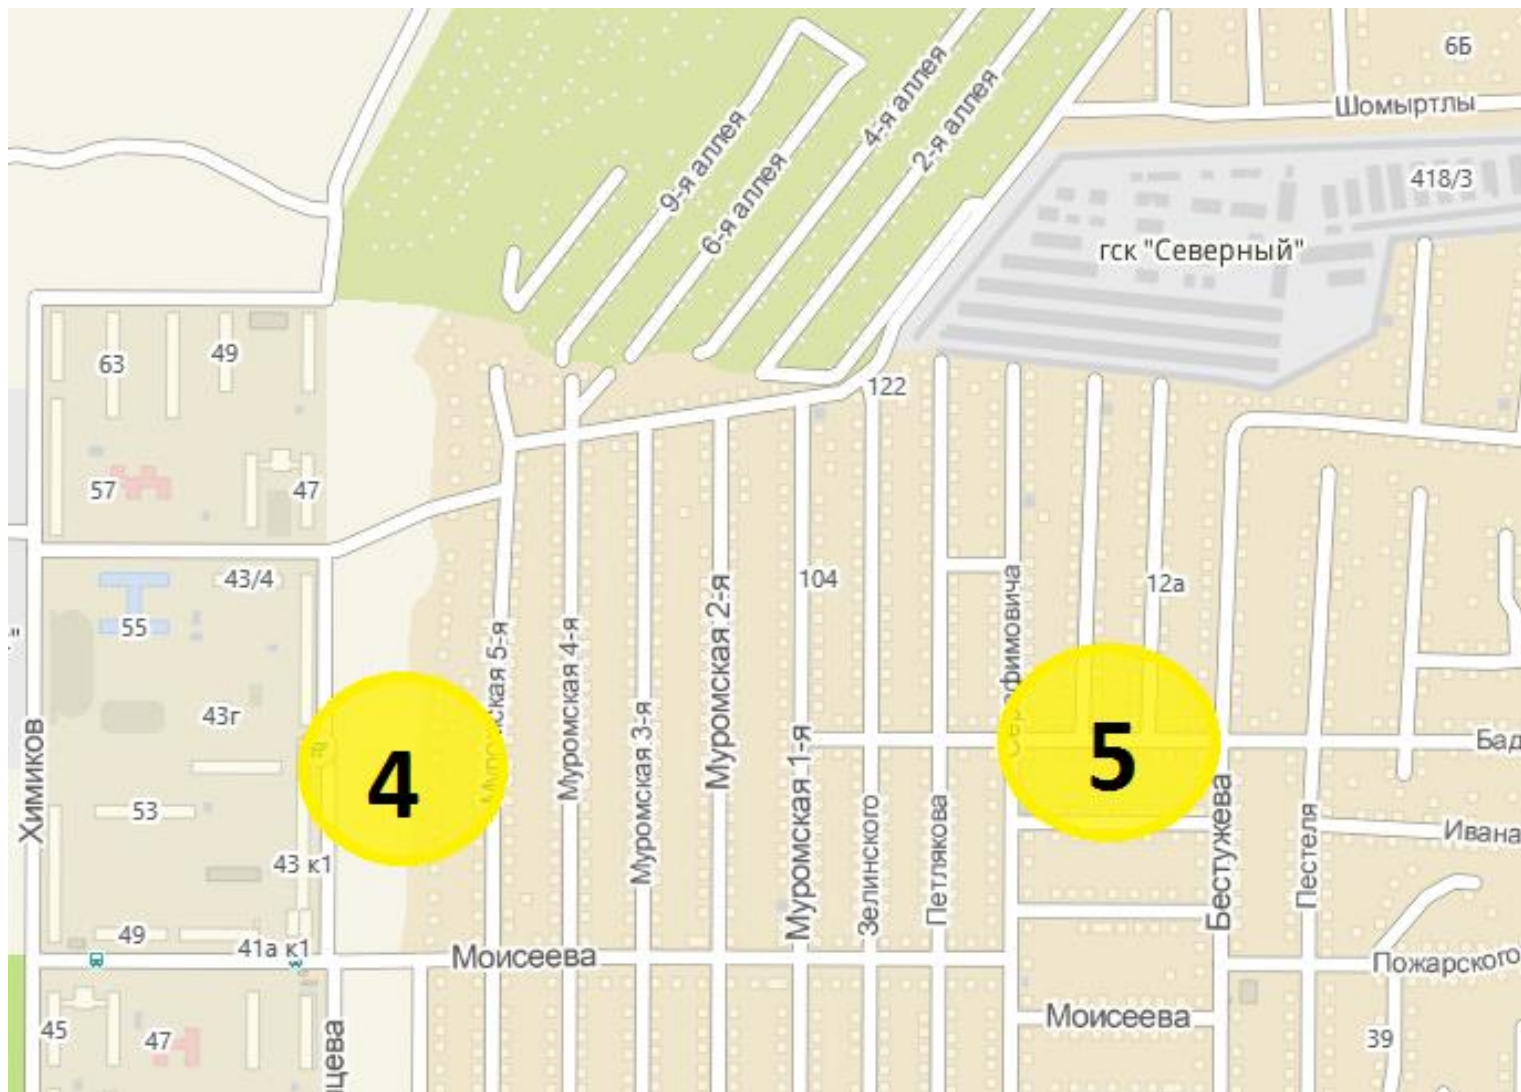 6Б
Шомыртлы
4-я аллея
2-я аллея
9-я аллея
6-я аллея
418/3
гск "Северный"
63
49
122
57
47
43/4
55
104
12а
Муромская 2-я
Муромская 4-я
43г
Муромская 3-я
Муромская 1-я
Химиков
4
5
Бад
53
Зелинского
Петлякова
Бестужева
Пестеля
Ивана
43 к1
49
41а к1
Моисеева
Пожарского
45
47
Моисеева
39